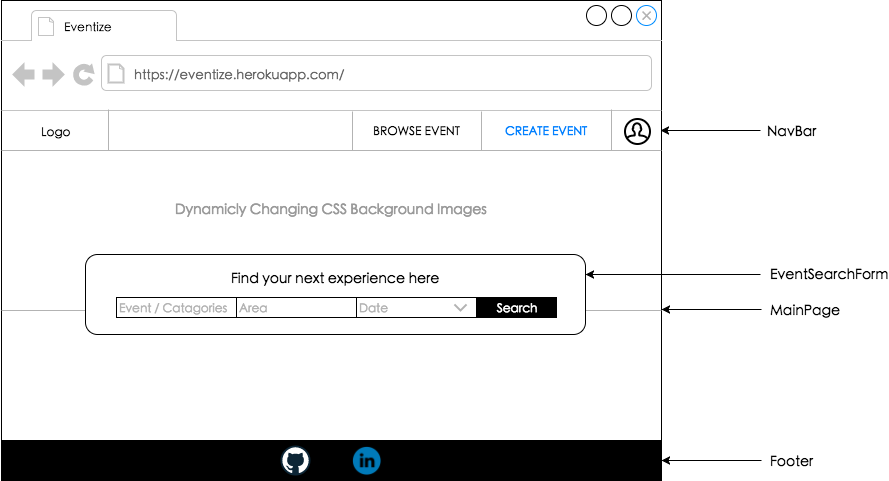 Eventize
https://eventize.herokuapp.com/
Logo
BROWSE EVENT
CREATE EVENT
NavBar
Dynamicly Changing CSS Background Images
Find your next experience here
EventSearchForm
Event / Catagories
Area
Date
Search
MainPage
in
Footer